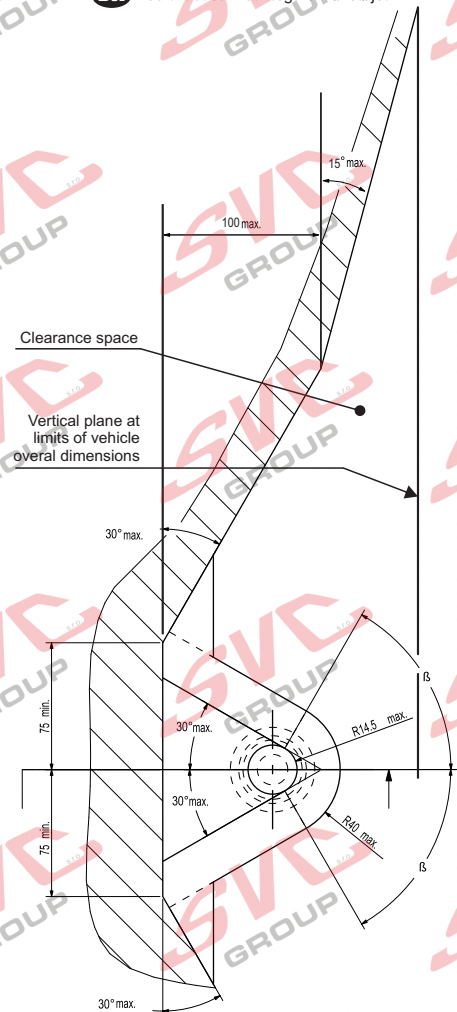 15° max.
100 max.
Clearance space
Vertical plane at
limits of vehicle
overal dimensions
30° max.
75 min.
75 min.
30° max.
30° max.
R14.5 max.
R40 max.
ß
ß
30° max.
SVC s.r.o.
GROUP